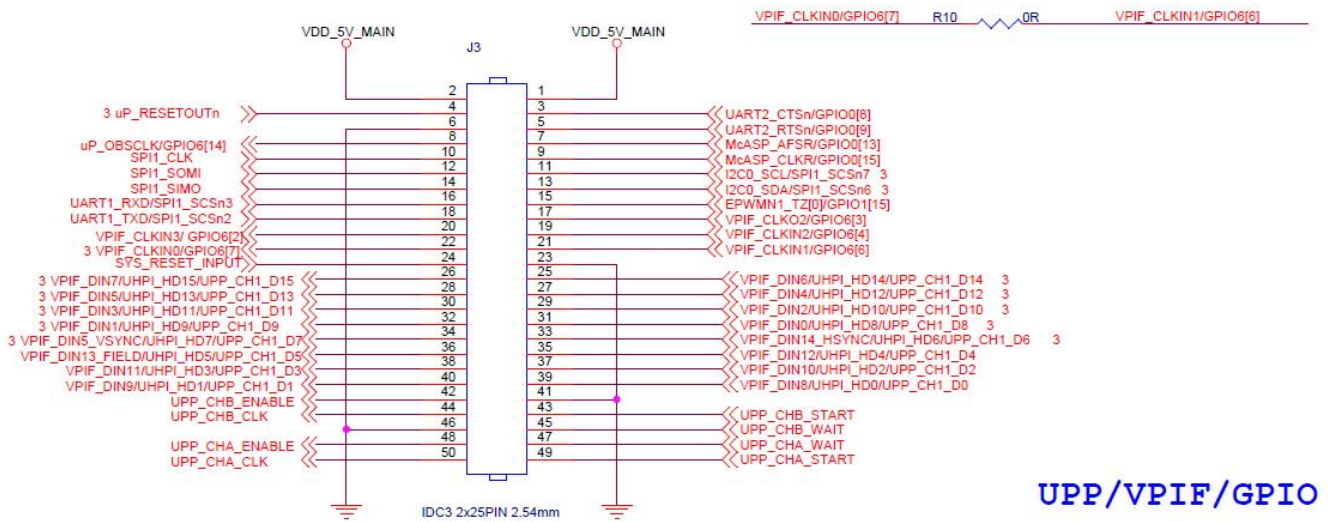 VPIF_CLKIN0/GPIO6[7] R10 0R VPIF_CLKIN1/GPIO6[6]
VDD_5V_MAIN VDD_5V_MAIN
J3
2 1
3 uP_RESETOUTn 4 3 UART2_CTSn/GPIO0[8]
6 5 UART2_RTSn/GPIO0[9]
uP_OBSCLK/GPIO6[14] 8 7 McASP_AFSR/GPIO0[13]
SPI1_CLK 10 9 McASP_CLKR/GPIO0[15]
SPI1_SOMI 12 11 I2C0_SCL/SPI1_SCSn7 3
SPI1_SIMO 14 13 I2C0_SDA/SPI1_SCSn6 3
UART1_RXD/SPI1_SCSn3 16 15 EPWMN1_TZ[0]/GPIO1[15]
UART1_TXD/SPI1_SCSn2 18 17 VPIF_CLKO2/GPIO6[3]
VPIF_CLKIN3/ GPIO6[2] 20 19 VPIF_CLKIN2/GPIO6[4]
3 VPIF_CLKIN0/GPIO6[7] 22 21 VPIF_CLKIN1/GPIO6[6]
SYS_RESET_INPUT 24 23
3 VPIF_DIN7/UHPI_HD15/UPP_CH1_D15 26 25 VPIF_DIN6/UHPI_HD14/UPP_CH1_D14 3
3 VPIF_DIN5/UHPI_HD13/UPP_CH1_D13 28 27 VPIF_DIN4/UHPI_HD12/UPP_CH1_D12 3
3 VPIF_DIN3/UHPI_HD11/UPP_CH1_D11 30 29 VPIF_DIN2/UHPI_HD10/UPP_CH1_D10 3
3 VPIF_DIN1/UHPI_HD9/UPP_CH1_D9 32 31 VPIF_DIN0/UHPI_HD8/UPP_CH1_D8 3
3 VPIF_DIN5_VSYNC/UHPI_HD7/UPP_CH1_D7 34 33 VPIF_DIN14_HSYNC/UHPI_HD6/UPP_CH1_D6 3
VPIF_DIN13_FIELD/UHPI_HD5/UPP_CH1_D5 36 35 VPIF_DIN12/UHPI_HD4/UPP_CH1_D4
VPIF_DIN11/UHPI_HD3/UPP_CH1_D3 38 37 VPIF_DIN10/UHPI_HD2/UPP_CH1_D2
VPIF_DIN9/UHPI_HD1/UPP_CH1_D1 40 39 VPIF_DIN8/UHPI_HD0/UPP_CH1_D0
UPP_CHB_ENABLE 42 41
UPP_CHB_CLK 44 43 UPP_CHB_START
46 45 UPP_CHB_WAIT
UPP_CHA_ENABLE 48 47 UPP_CHA_WAIT
UPP_CHA_CLK 50 49 UPP_CHA_START
IDC3 2x25PIN 2.54mm
UPP/VPIF/GPIO